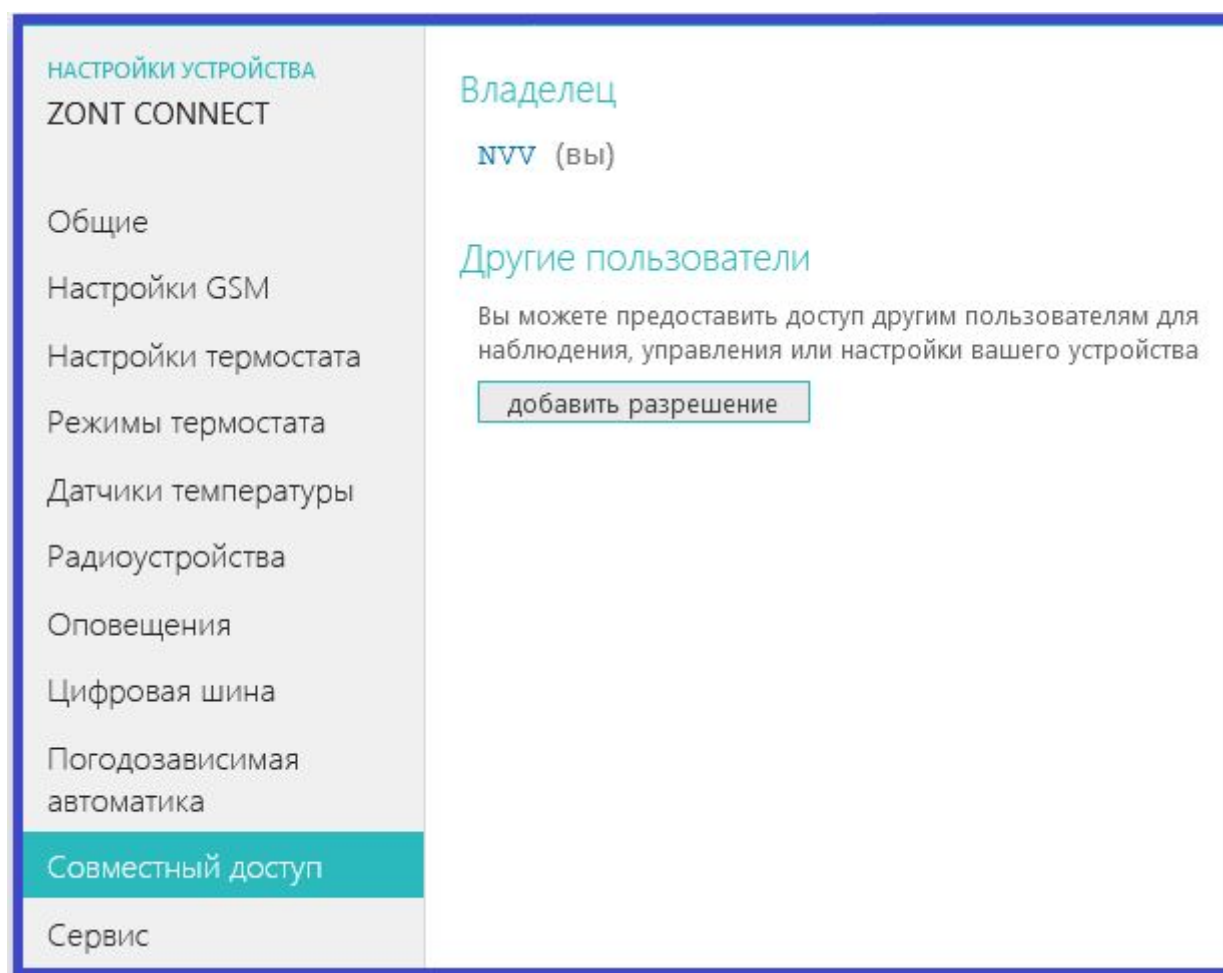 НАСТРОЙКИ УСТРОЙСТВА
ZONT CONNECT
Общие
Настройки GSM
Настройки термостата
Режимы термостата
Датчики температуры
Радиоустройства
Оповещения
Цифровая шина
Погодозависимая
автоматика
Совместный доступ
Сервис
Владелец
NVV (вы)
Другие пользователи
Вы можете предоставить доступ другим пользователям для
наблюдения, управления или настройки вашего устройства
добавить разрешение